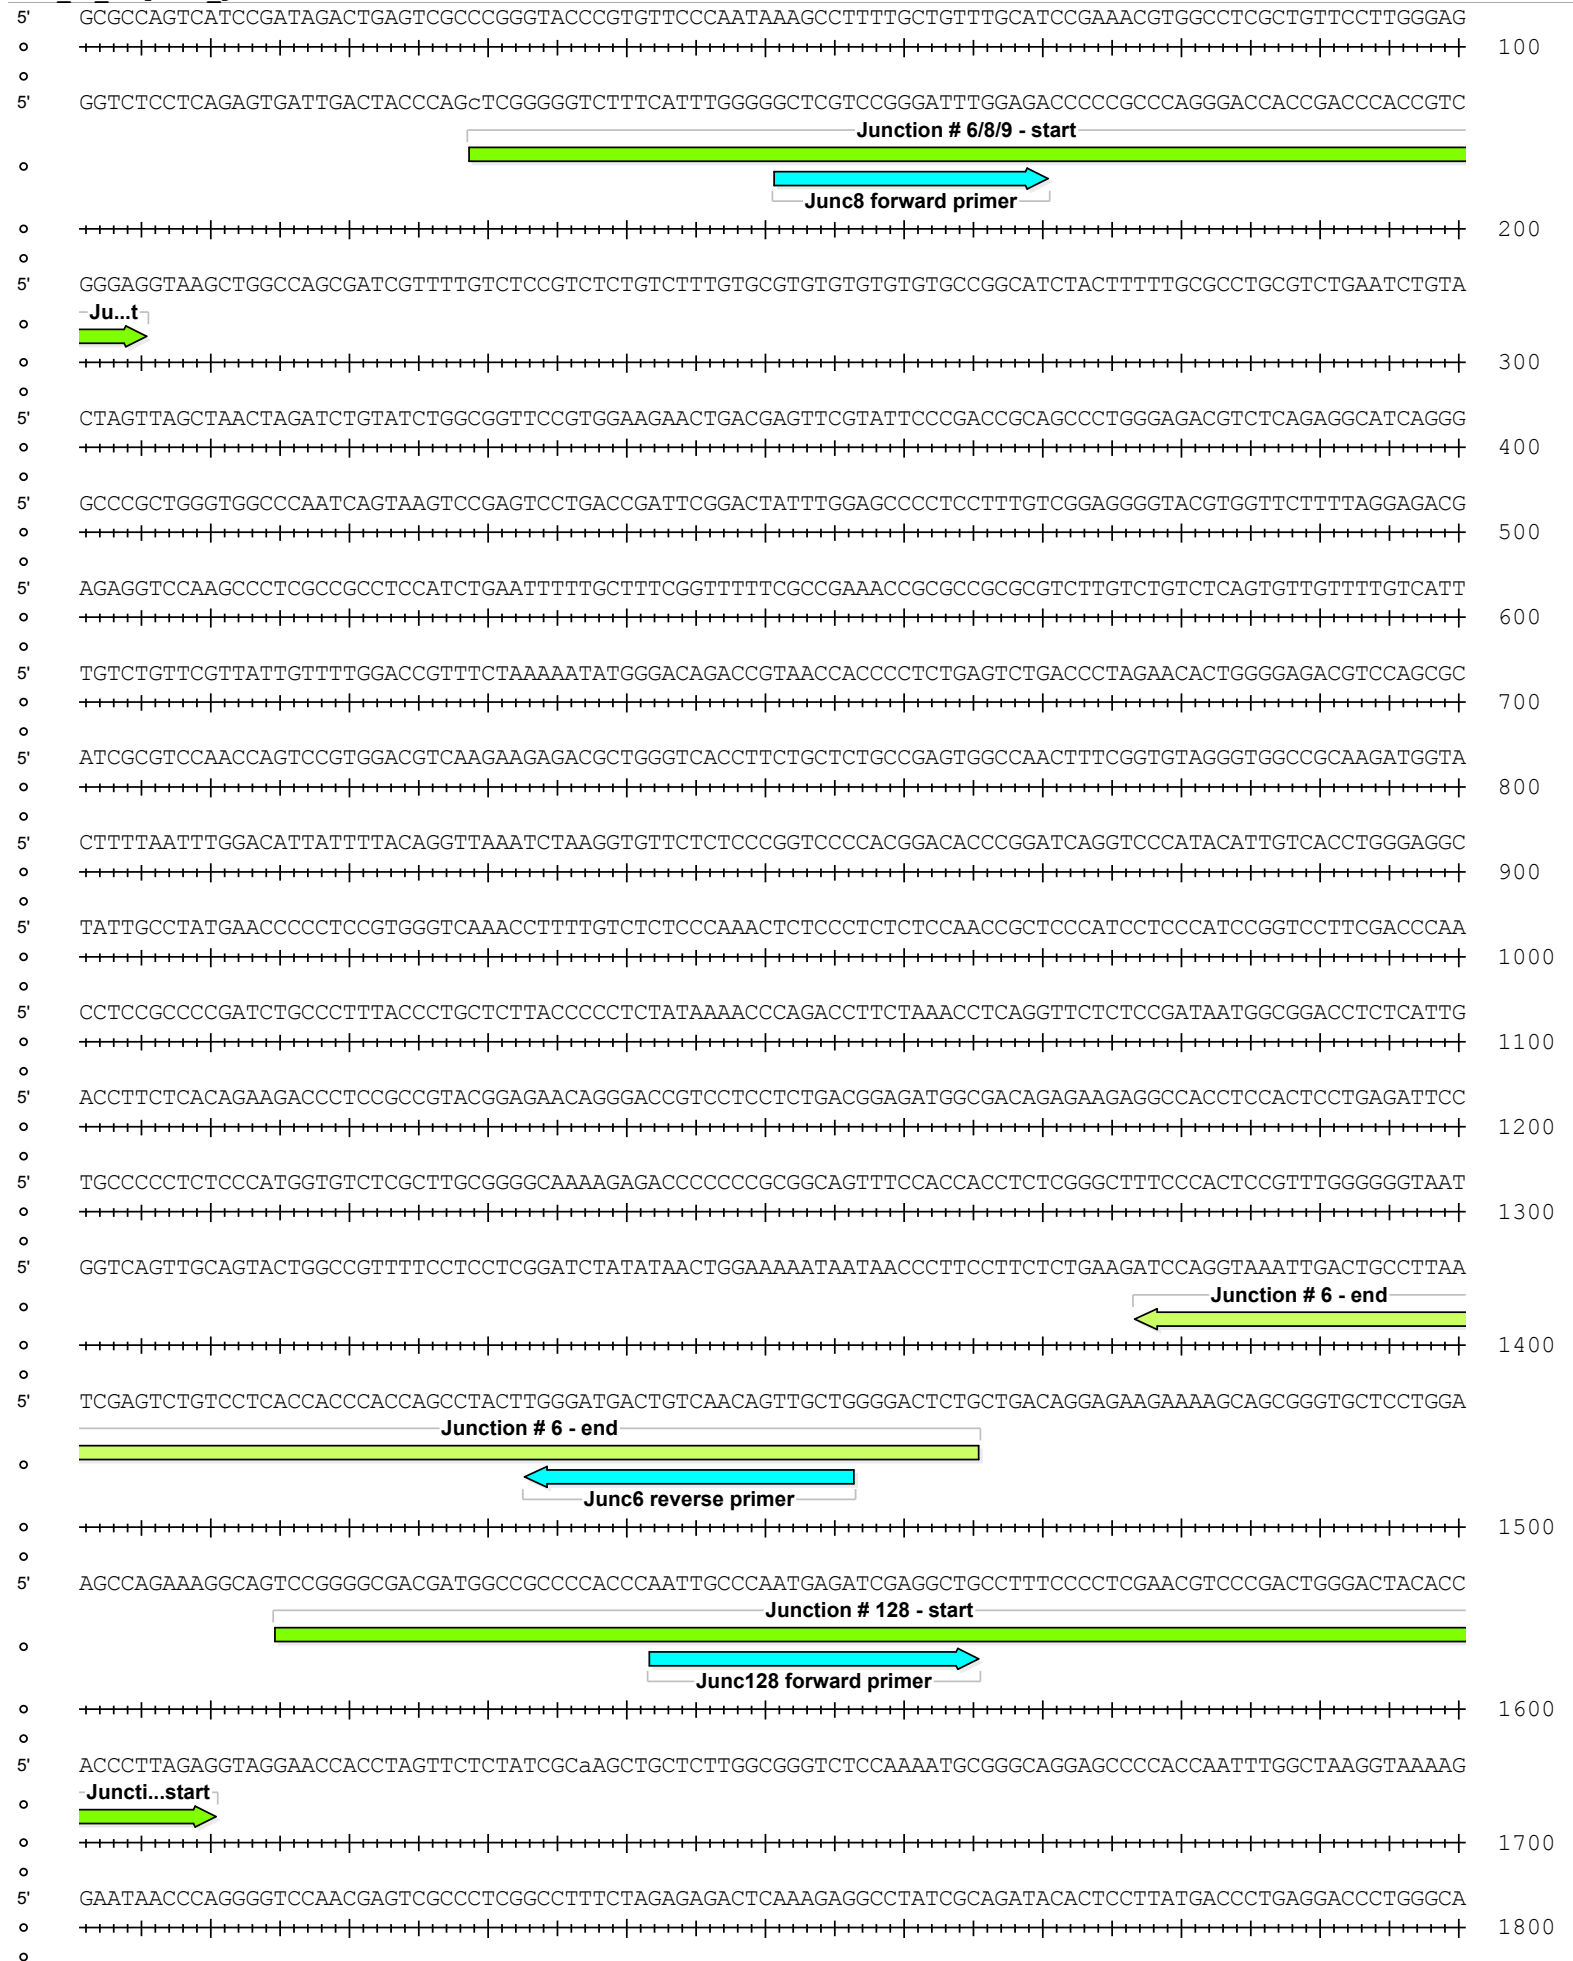 GCGCCAGTCATCCGATAGACTGAGTCGCCCGGGTACCCGTGTTCCCAATAAAGCCTTTTGCTGTTTGCATCCGAAACGTGGCCTCGCTGTTCCTTGGGAG
100
5' GGTCTCCTCAGAGTGATTGACTACCCAGcTCGGGGGTCTTTCATTTGGGGGCTCGTCCGGGATTTGGAGACCCCCGCCCAGGGACCACCGACCCACCGTC
Junction # 6/8/9 - start
Junc8 forward primer
200
5' GGGAGGTAAGCTGGCCAGCGATCGTTTTGTCTCCGTCTCTGTCTTTGTGCGTGTGTGTGTGTGCCGGCATCTACTTTTTGCGCCTGCGTCTGAATCTGTA
Ju...t
300
5' CTAGTTAGCTAACTAGATCTGTATCTGGCGGTTCCGTGGAAGAACTGACGAGTTCGTATTCCCGACCGCAGCCCTGGGAGACGTCTCAGAGGCATCAGGG
400
5' GCCCGCTGGGTGGCCCAATCAGTAAGTCCGAGTCCTGACCGATTCGGACTATTTGGAGCCCCTCCTTTGTCGGAGGGGTACGTGGTTCTTTTAGGAGACG
500
5' AGAGGTCCAAGCCCTCGCCGCCTCCATCTGAATTTTTGCTTTCGGTTTTTCGCCGAAACCGCGCCGCGCGTCTTGTCTGTCTCAGTGTTGTTTTGTCATT
600
5' TGTCTGTTCGTTATTGTTTTGGACCGTTTCTAAAAATATGGGACAGACCGTAACCACCCCTCTGAGTCTGACCCTAGAACACTGGGGAGACGTCCAGCGC
700
5' ATCGCGTCCAACCAGTCCGTGGACGTCAAGAAGAGACGCTGGGTCACCTTCTGCTCTGCCGAGTGGCCAACTTTCGGTGTAGGGTGGCCGCAAGATGGTA
800
5' CTTTTAATTTGGACATTATTTTACAGGTTAAATCTAAGGTGTTCTCTCCCGGTCCCCACGGACACCCGGATCAGGTCCCATACATTGTCACCTGGGAGGC
900
5' TATTGCCTATGAACCCCCTCCGTGGGTCAAACCTTTTGTCTCTCCCAAACTCTCCCTCTCTCCAACCGCTCCCATCCTCCCATCCGGTCCTTCGACCCAA
1000
5' CCTCCGCCCCGATCTGCCCTTTACCCTGCTCTTACCCCCTCTATAAAACCCAGACCTTCTAAACCTCAGGTTCTCTCCGATAATGGCGGACCTCTCATTG
1100
5' ACCTTCTCACAGAAGACCCTCCGCCGTACGGAGAACAGGGACCGTCCTCCTCTGACGGAGATGGCGACAGAGAAGAGGCCACCTCCACTCCTGAGATTCC
1200
5' TGCCCCCTCTCCCATGGTGTCTCGCTTGCGGGGCAAAAGAGACCCCCCCGCGGCAGTTTCCACCACCTCTCGGGCTTTCCCACTCCGTTTGGGGGGTAAT
1300
5' GGTCAGTTGCAGTACTGGCCGTTTTCCTCCTCGGATCTATATAACTGGAAAAATAATAACCCTTCCTTCTCTGAAGATCCAGGTAAATTGACTGCCTTAA
Junction # 6 - end
1400
5' TCGAGTCTGTCCTCACCACCCACCAGCCTACTTGGGATGACTGTCAACAGTTGCTGGGGACTCTGCTGACAGGAGAAGAAAAGCAGCGGGTGCTCCTGGA
Junction # 6 - end
Junc6 reverse primer
1500
5' AGCCAGAAAGGCAGTCCGGGGCGACGATGGCCGCCCCACCCAATTGCCCAATGAGATCGAGGCTGCCTTTCCCCTCGAACGTCCCGACTGGGACTACACC
Junction # 128 - start
Junc128 forward primer
1600
5' ACCCTTAGAGGTAGGAACCACCTAGTTCTCTATCGCaAGCTGCTCTTGGCGGGTCTCCAAAATGCGGGCAGGAGCCCCACCAATTTGGCTAAGGTAAAAG
Juncti...start
1700
5' GAATAACCCAGGGGTCCAACGAGTCGCCCTCGGCCTTTCTAGAGAGACTCAAAGAGGCCTATCGCAGATACACTCCTTATGACCCTGAGGACCCTGGGCA
1800